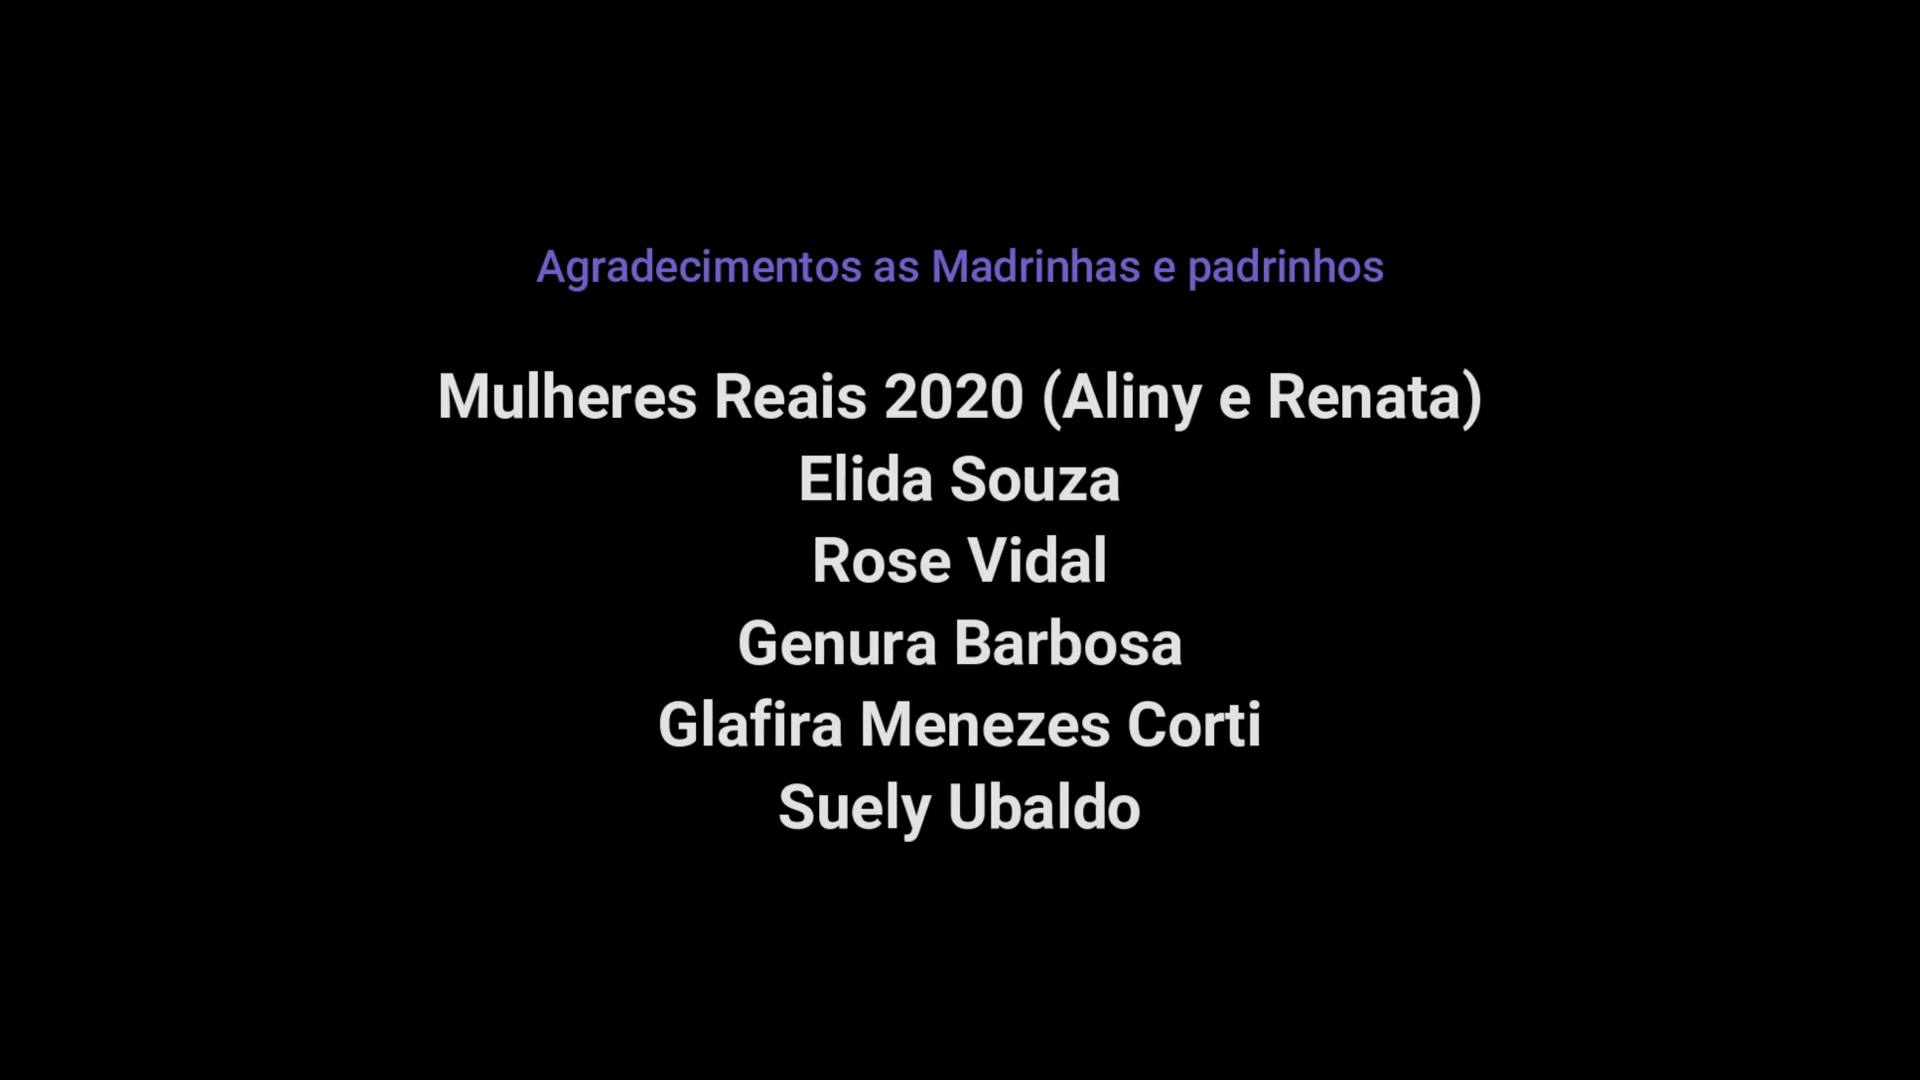 Agradecimentos as Madrinhas e padrinhos
Mulheres Reais 2020 (Aliny e Renata)
Elida Souza
Rose Vidal
Genura Barbosa
Glafira Menezes Corti
Suely Ubaldo